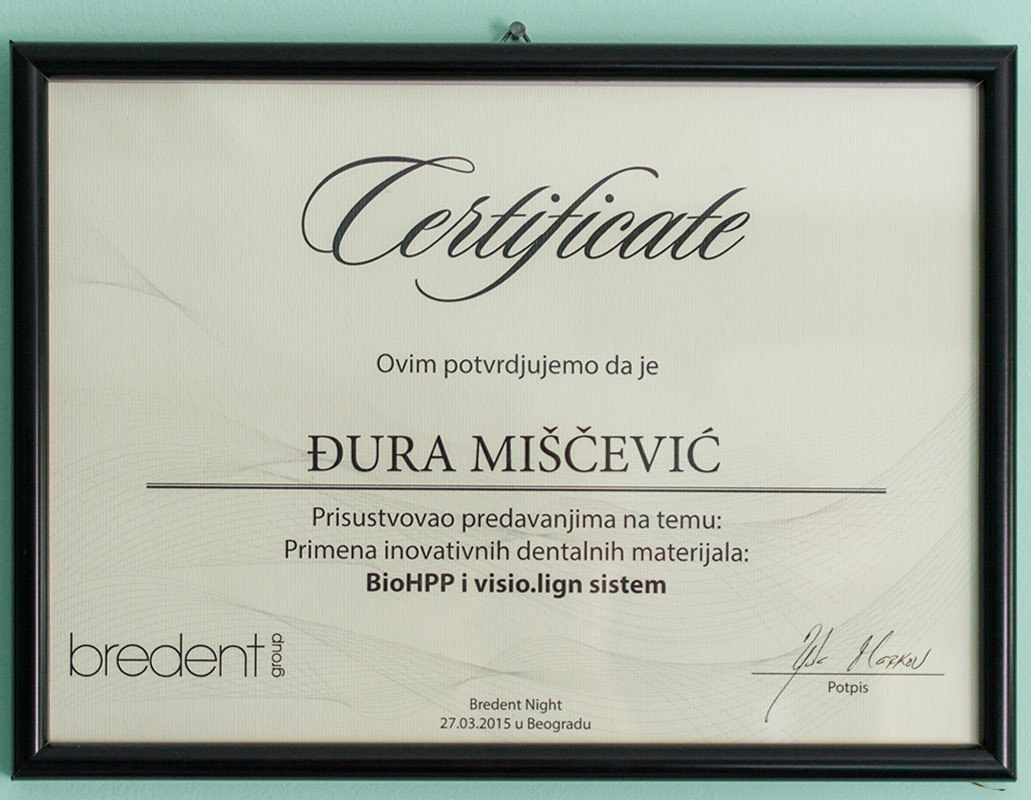 Certificate
Ovim potvrdjujemo da je
ĐURA MIŠČEVIĆ
Prisustvovao predavanjima na temu:
Primena inovativnih dentalnih materijala:
BioHPP i visio.lign sistem
bredent group
Markov
Potpis
Bredent Night
27.03.2015 u Beogradu